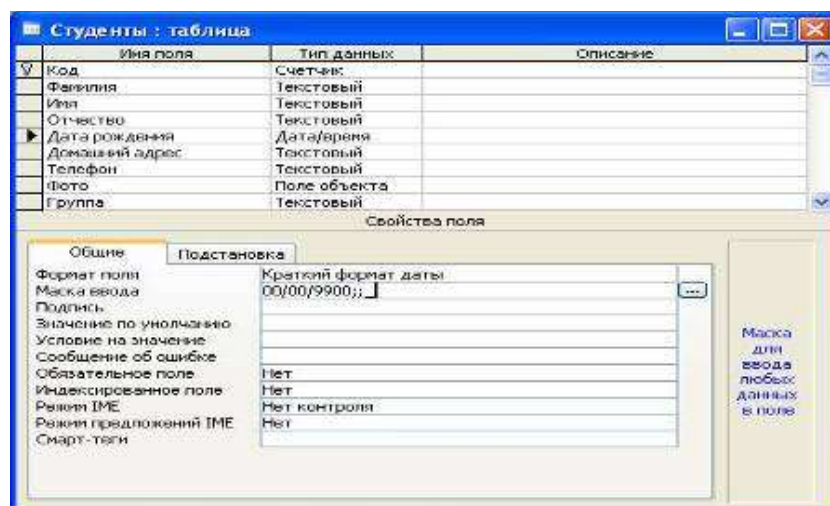 Студенты : таблица
Имя поля Тип данных Описание
Код Счетчик
Фамилия Текстовый
Имя Текстовый
Отчество Текстовый
Дата рождения Дата/время
Домашний адрес Текстовый
Телефон Текстовый
Фото Поле объекта
Группа Текстовый
Свойства поля
Общие Подстановка
Формат поля Краткий формат даты
Маска ввода 00/00/9900;;_ ...
Подпись
Значение по умолчанию
Условие на значение
Сообщение об ошибке
Обязательное поле Нет
Индексированное поле Нет
Режим IME Нет контроля
Режим предложений IME Нет
Смарт-теги
Маска
для
ввода
любых
данных
в поле